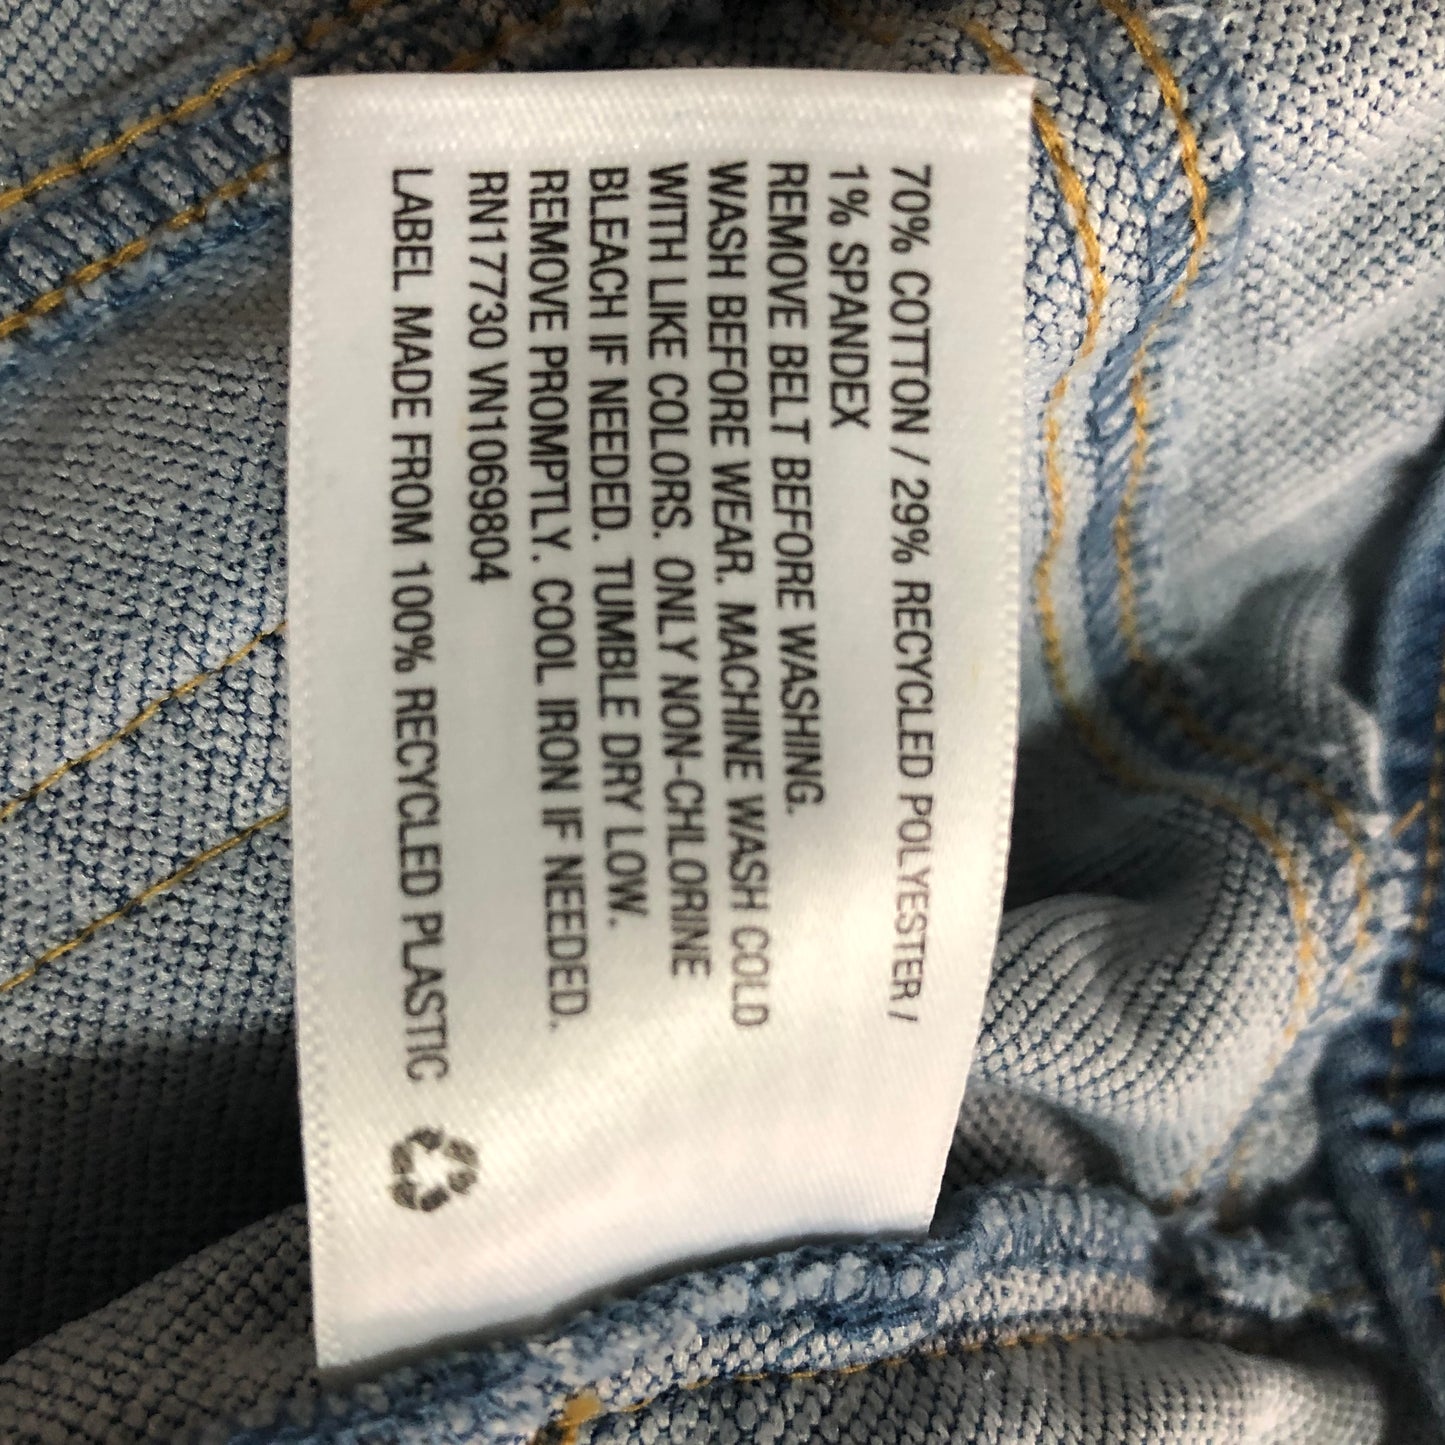 70% COTTON / 29% RECYCLED POLYESTER /
1% SPANDEX
REMOVE BELT BEFORE WASHING.
WASH BEFORE WEAR. MACHINE WASH COLD
WITH LIKE COLORS. ONLY NON-CHLORINE
BLEACH IF NEEDED. TUMBLE DRY LOW.
REMOVE PROMPTLY. COOL IRON IF NEEDED.
RN17730 VN1069804
LABEL MADE FROM 100% RECYCLED PLASTIC